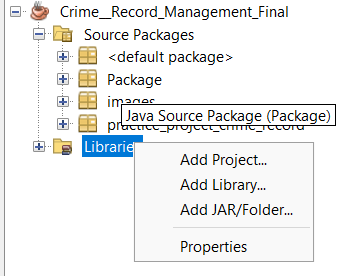 Crime__Record_Management_Final
Source Packages
<default package>
Package
images
Java Source Package (Package)
practice_project_crime_record
Libraries
Add Project...
Add Library...
Add JAR/Folder...
Properties